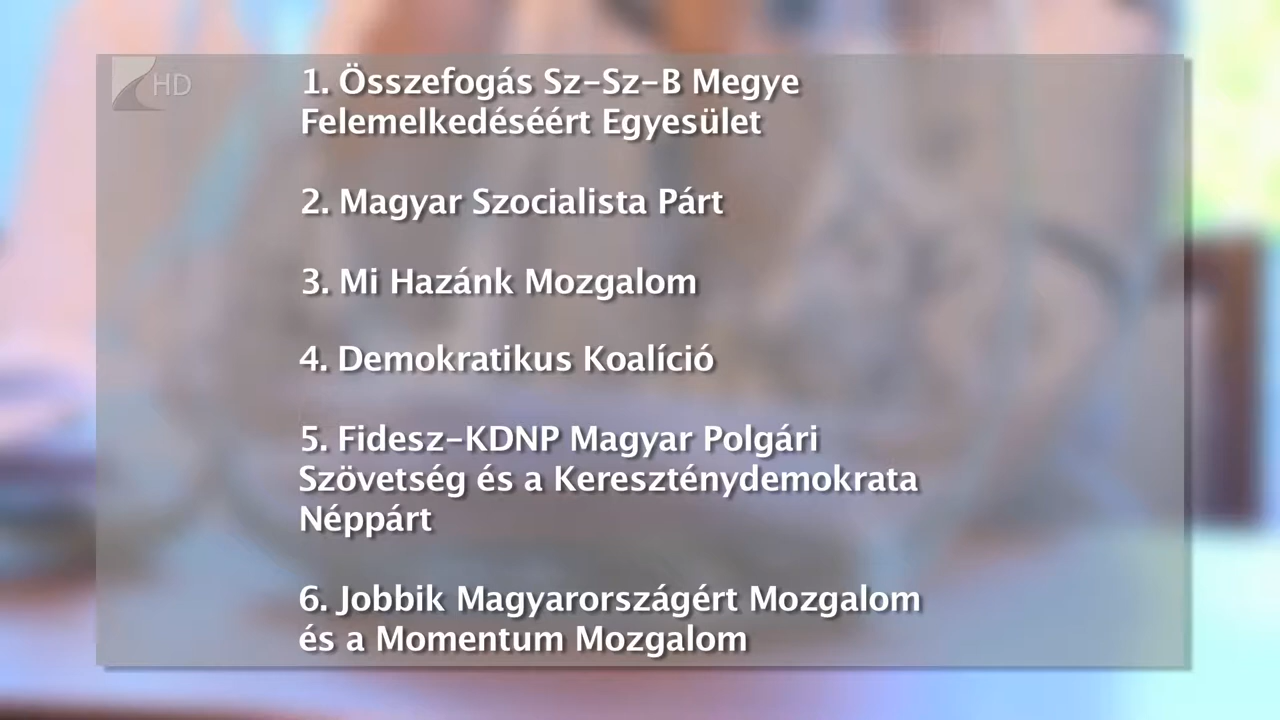 HD
1. Összefogás Sz-Sz-B Megye
Felemelkedéséért Egyesület
2. Magyar Szocialista Párt
3. Mi Hazánk Mozgalom
4. Demokratikus Koalíció
5. Fidesz-KDNP Magyar Polgári
Szövetség és a Kereszténydemokrata
Néppárt
6. Jobbik Magyarországért Mozgalom
és a Momentum Mozgalom